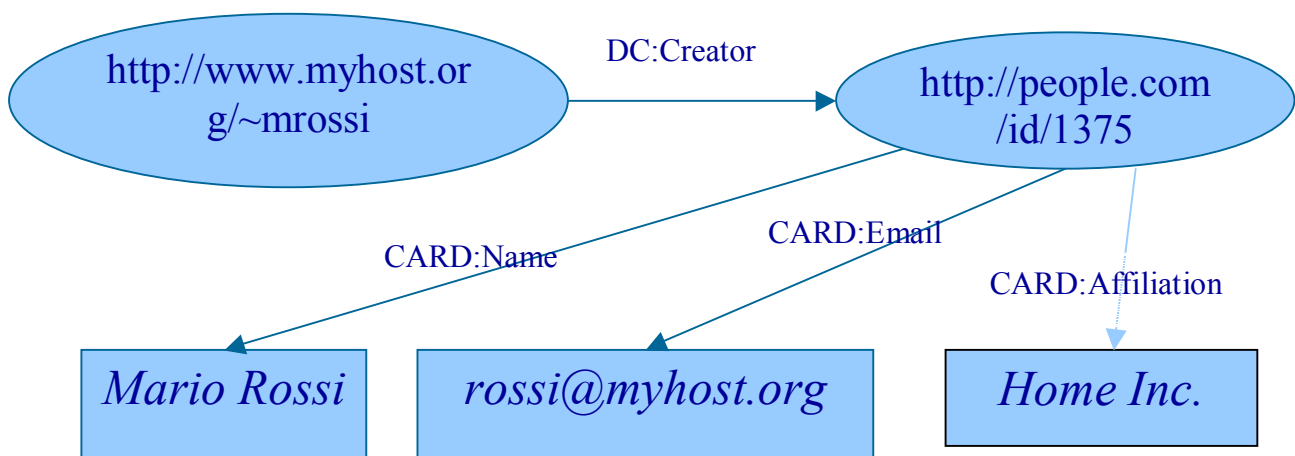 DC:Creator
http://www.myhost.or
g/~mrossi
http://people.com
/id/1375
CARD:Name
CARD:Email
CARD:Affiliation
Mario Rossi
rossi@myhost.org
Home Inc.